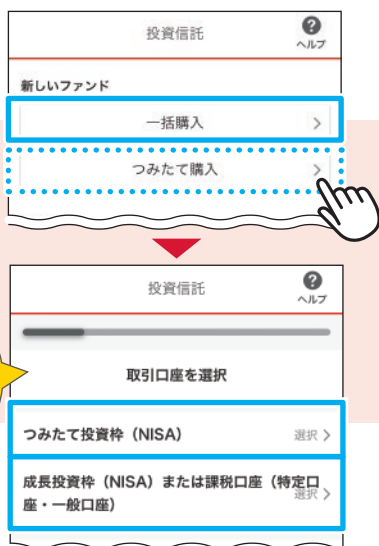 投資信託
?
ヘルプ
新しいファンド
一括購入
つみたて購入
投資信託
?
ヘルプ
取引口座を選択
つみたて投資枠（NISA）
選択
成長投資枠（NISA）または課税口座（特定口
座・一般口座）
選択